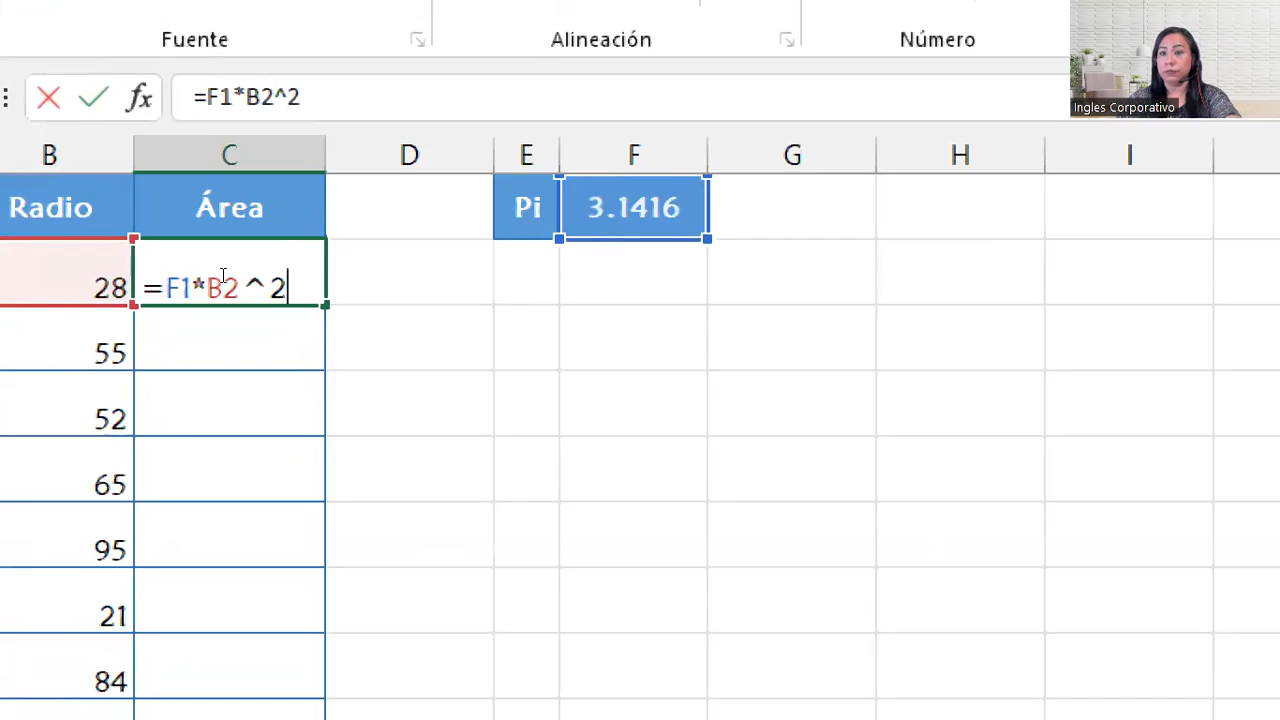 Fuente Alineación Número
Ingles Corporativo
fx =F1*B2^2
B C D E F G H I
Radio Área Pi 3.1416
28 =F1*B2^2
55
52
65
95
21
84